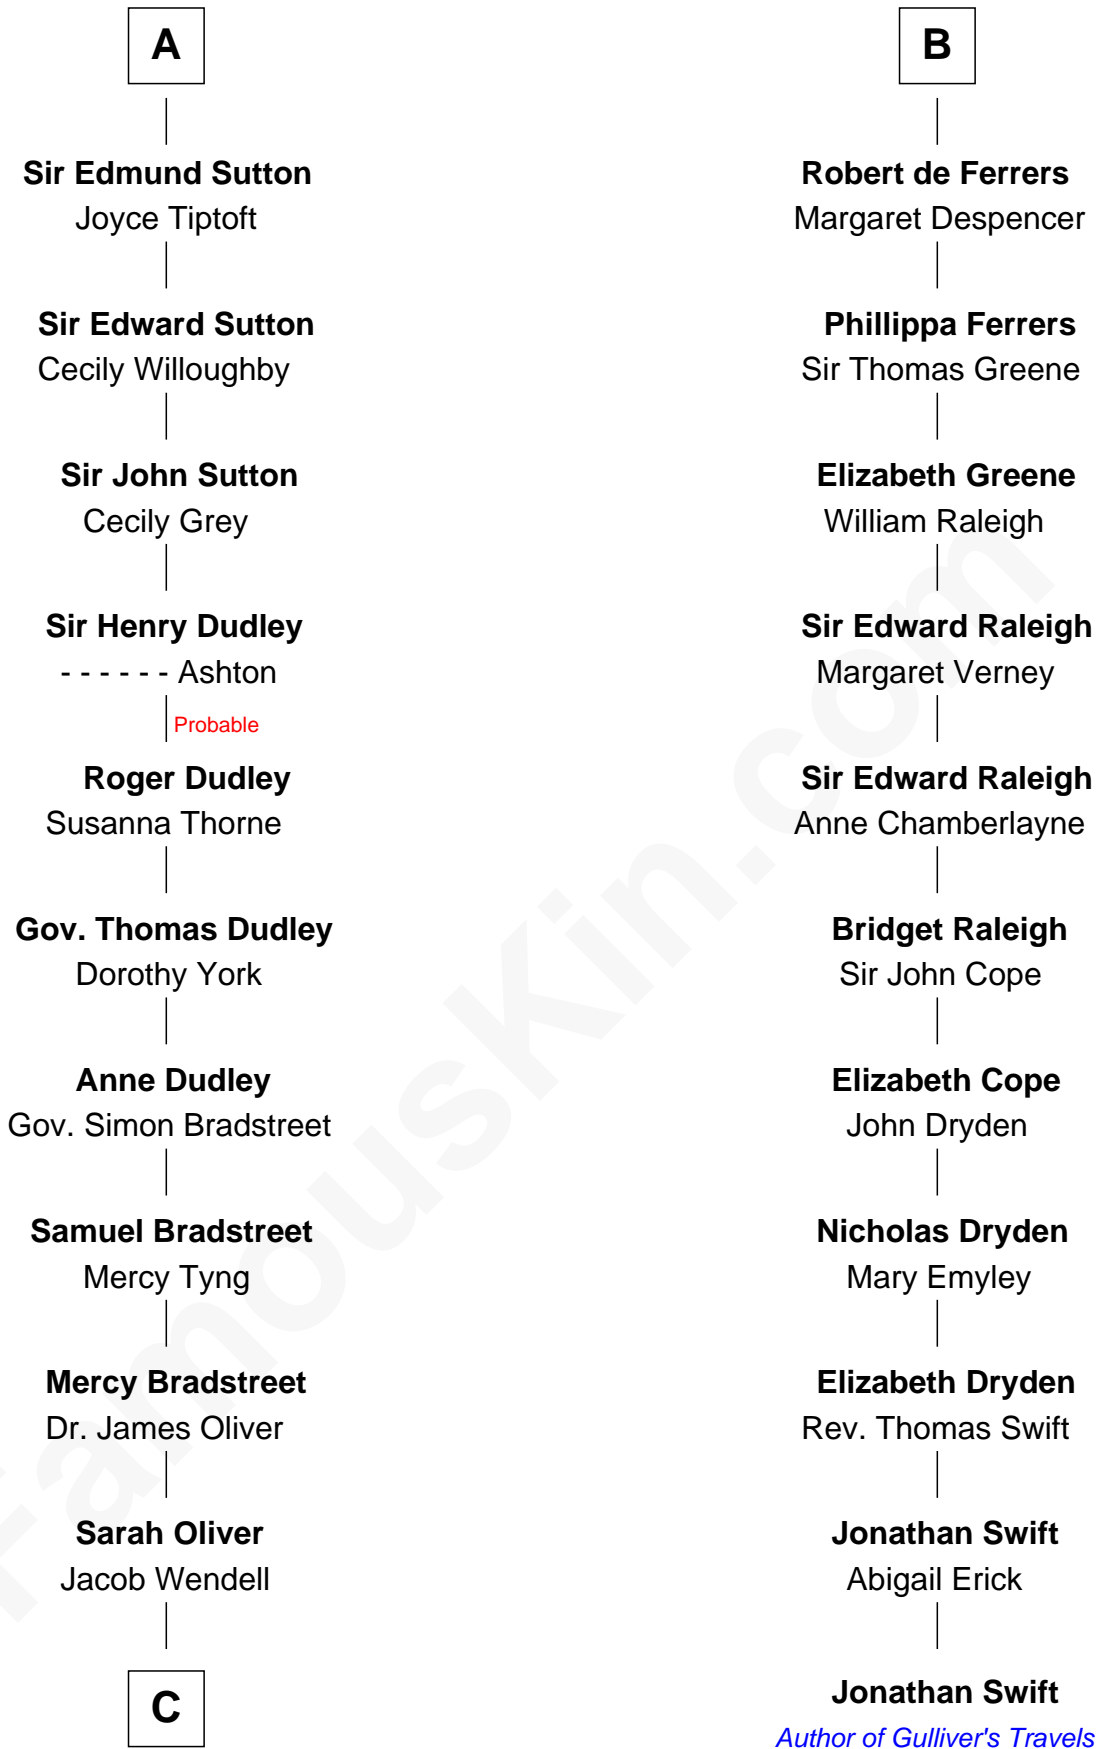 A
Sir Edmund Sutton
Joyce Tiptoft
Sir Edward Sutton
Cecily Willoughby
Sir John Sutton
Cecily Grey
Sir Henry Dudley
- - - - - - Ashton
Probable
Roger Dudley
Susanna Thorne
Gov. Thomas Dudley
Dorothy York
Anne Dudley
Gov. Simon Bradstreet
Samuel Bradstreet
Mercy Tyng
Mercy Bradstreet
Dr. James Oliver
Sarah Oliver
Jacob Wendell
C
B
Robert de Ferrers
Margaret Despencer
Phillippa Ferrers
Sir Thomas Greene
Elizabeth Greene
William Raleigh
Sir Edward Raleigh
Margaret Verney
Sir Edward Raleigh
Anne Chamberlayne
Bridget Raleigh
Sir John Cope
Elizabeth Cope
John Dryden
Nicholas Dryden
Mary Emyley
Elizabeth Dryden
Rev. Thomas Swift
Jonathan Swift
Abigail Erick
Jonathan Swift
Author of Gulliver's Travels
FamousKin.com